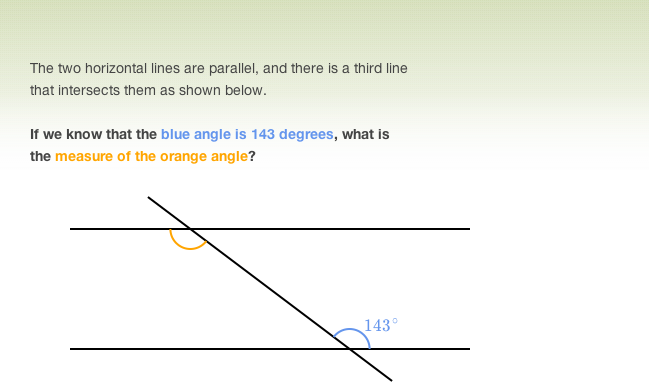 The two horizontal lines are parallel, and there is a third line
that intersects them as shown below.
If we know that the blue angle is 143 degrees, what is
the measure of the orange angle?
143°